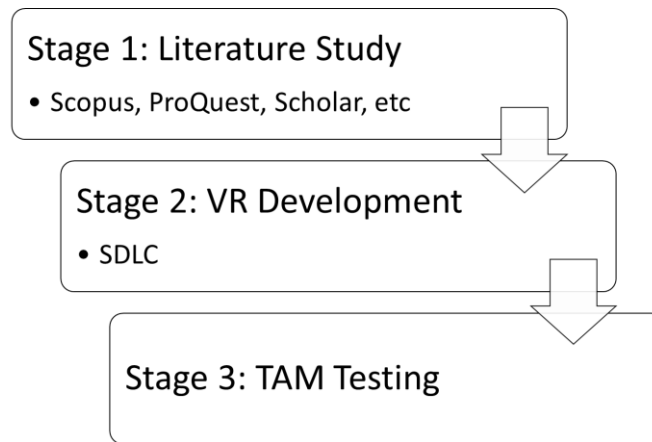 Stage 1: Literature Study
• Scopus, ProQuest, Scholar, etc
Stage 2: VR Development
• SDLC
Stage 3: TAM Testing